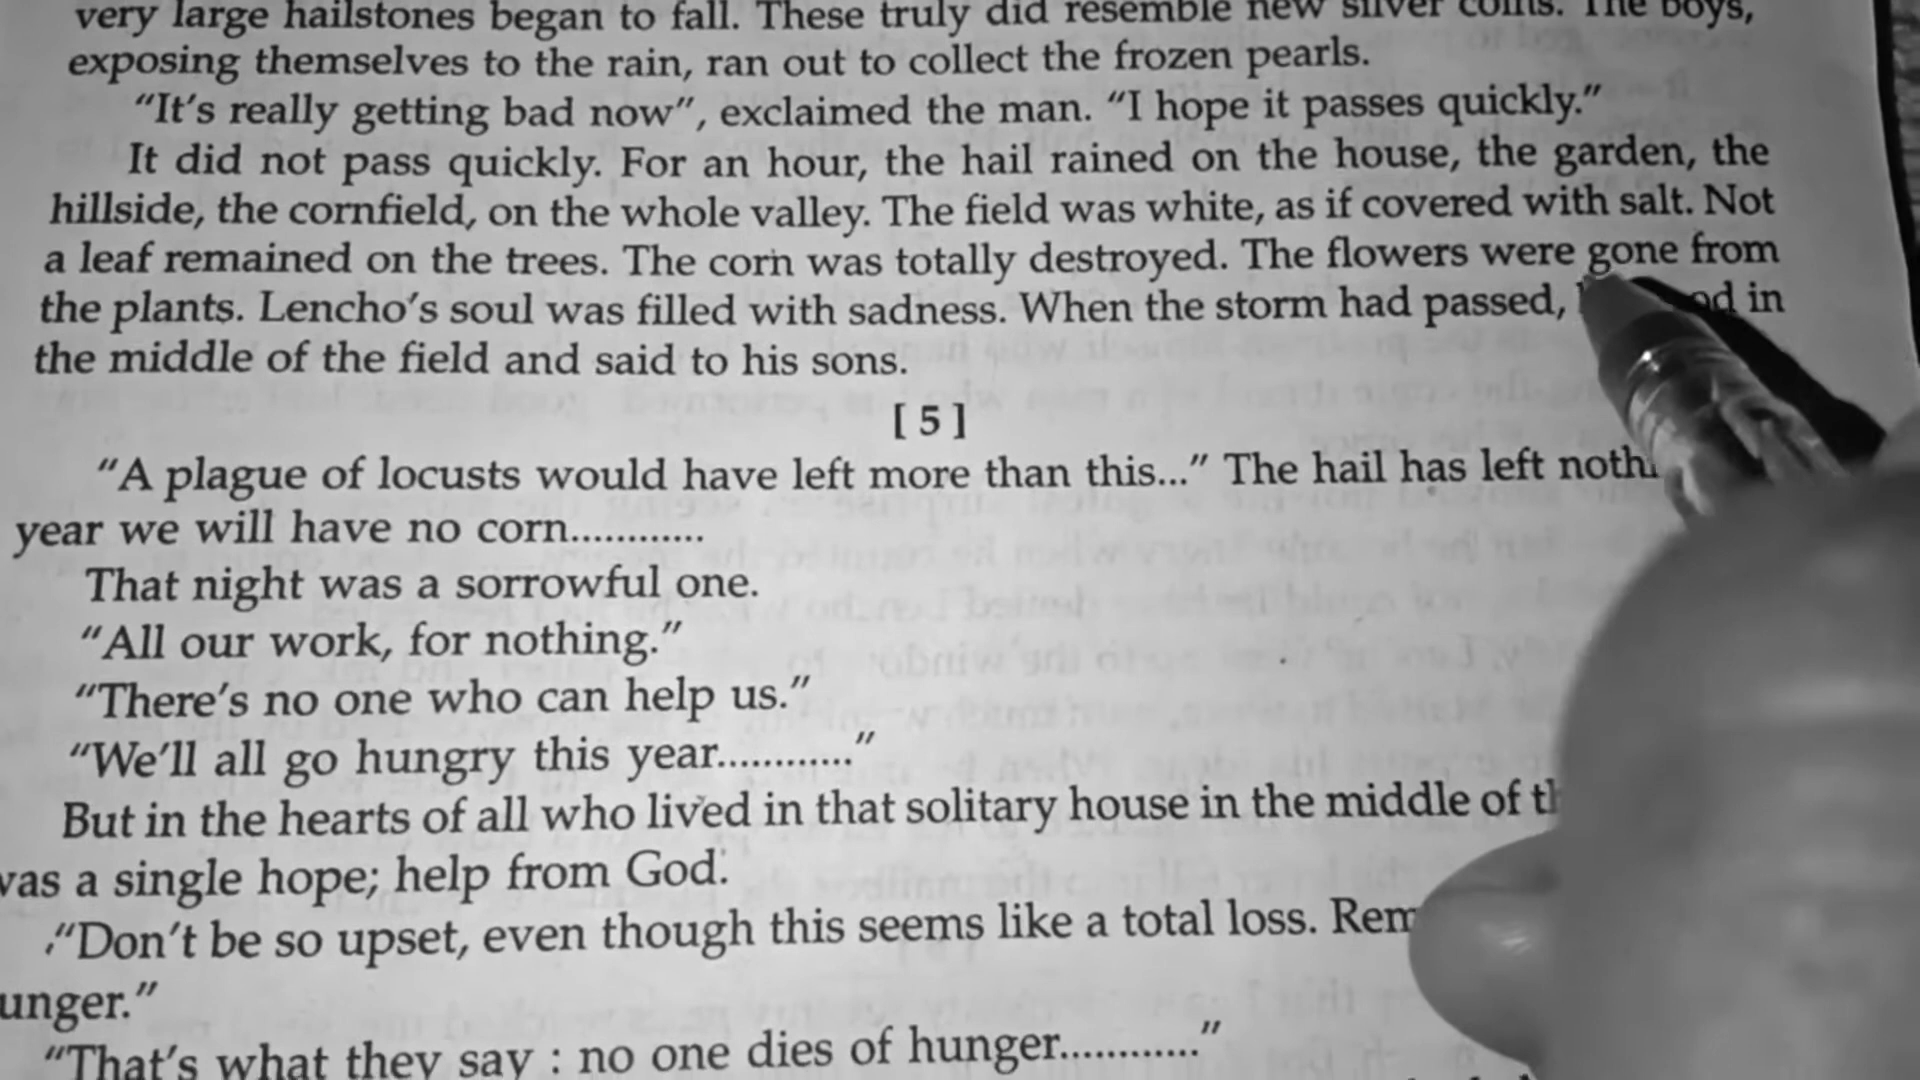 very large hailstones began to fall. These truly did resemble new silver coins. The boys,
exposing themselves to the rain, ran out to collect the frozen pearls.
“It’s really getting bad now”, exclaimed the man. “I hope it passes quickly.”
It did not pass quickly. For an hour, the hail rained on the house, the garden, the
hillside, the cornfield, on the whole valley. The field was white, as if covered with salt. Not
a leaf remained on the trees. The corn was totally destroyed. The flowers were gone from
the plants. Lencho’s soul was filled with sadness. When the storm had passed, in
the middle of the field and said to his sons.
[ 5 ]
“A plague of locusts would have left more than this...” The hail has left
year we will have no corn............
That night was a sorrowful one.
“All our work, for nothing.”
“There’s no one who can help us.”
“We’ll all go hungry this year............”
But in the hearts of all who lived in that solitary house in the middle of
was a single hope; help from God.
“Don’t be so upset, even though this seems like a total loss.
unger.”
“That’s what they say : no one dies of hunger............”